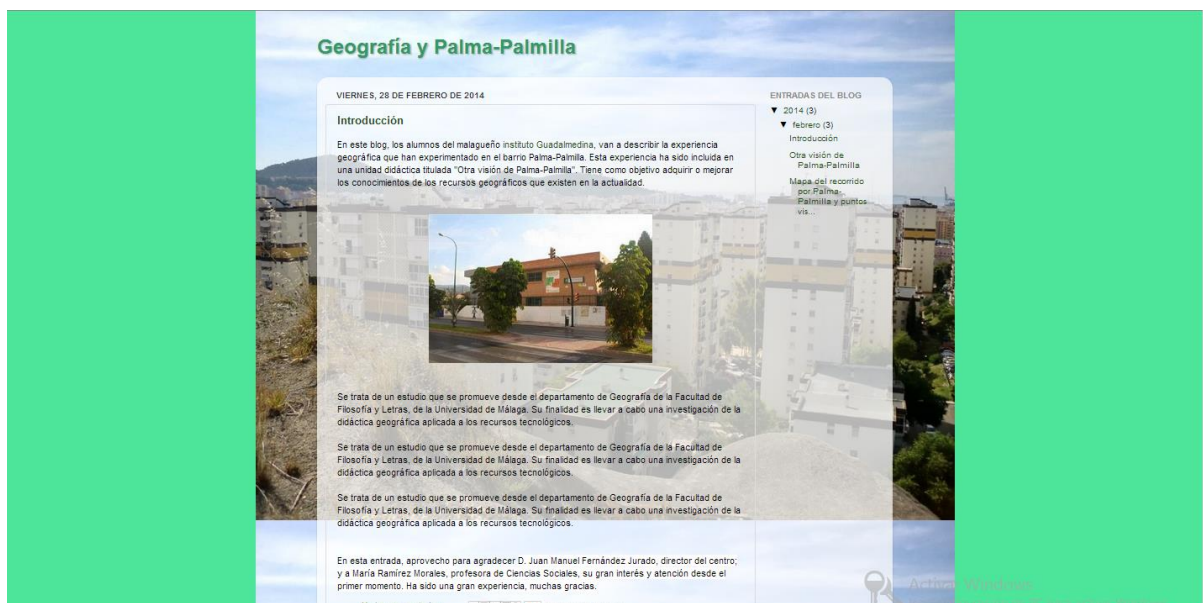 Geografía y Palma-Palmilla
VIERNES, 28 DE FEBRERO DE 2014
Introducción
En este blog, los alumnos del malagueño instituto Guadalmedina, van a describir la experiencia
geográfica que han experimentado en el barrio Palma-Palmilla. Esta experiencia ha sido incluida en
una unidad didáctica titulada "Otra visión de Palma-Palmilla". Tiene como objetivo adquirir o mejorar
los conocimientos de los recursos geográficos que existen en la actualidad.
Se trata de un estudio que se promueve desde el departamento de Geografía de la Facultad de
Filosofía y Letras, de la Universidad de Málaga. Su finalidad es llevar a cabo una investigación de la
didáctica geográfica aplicada a los recursos tecnológicos.
Se trata de un estudio que se promueve desde el departamento de Geografía de la Facultad de
Filosofía y Letras, de la Universidad de Málaga. Su finalidad es llevar a cabo una investigación de la
didáctica geográfica aplicada a los recursos tecnológicos.
Se trata de un estudio que se promueve desde el departamento de Geografía de la Facultad de
Filosofía y Letras, de la Universidad de Málaga. Su finalidad es llevar a cabo una investigación de la
didáctica geográfica aplicada a los recursos tecnológicos.
En esta entrada, aprovecho para agradecer D. Juan Manuel Fernández Jurado, director del centro;
y a María Ramírez Morales, profesora de Ciencias Sociales, su gran interés y atención desde el
primer momento. Ha sido una gran experiencia, muchas gracias.
ENTRADAS DEL BLOG
▼ 2014 (3)
▼ febrero (3)
Introducción
Otra visión de
Palma-Palmilla
Mapa del recorrido
por Palma-
Palmilla y puntos
vis...
Activar Windows